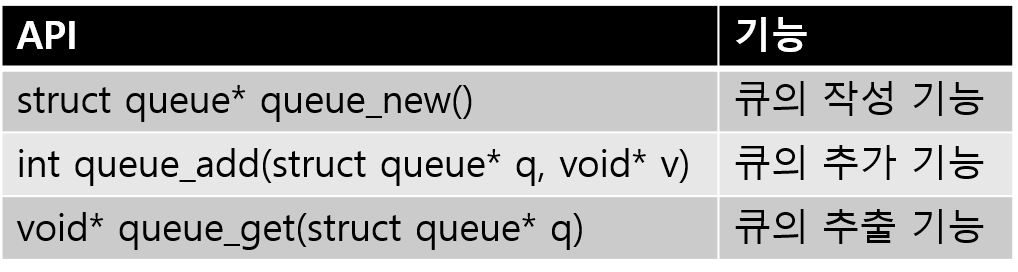 API 기능
struct queue* queue_new() 큐의 작성 기능
int queue_add(struct queue* q, void* v) 큐의 추가 기능
void* queue_get(struct queue* q) 큐의 추출 기능